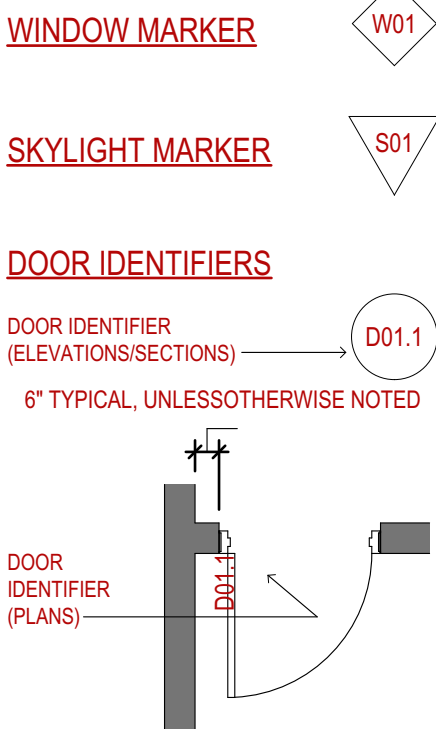 WINDOW MARKER
W01
SKYLIGHT MARKER
S01
DOOR IDENTIFIERS
DOOR IDENTIFIER
(ELEVATIONS/SECTIONS)
D01.1
6" TYPICAL, UNLESSOTHERWISE NOTED
DOOR
IDENTIFIER
(PLANS)
D01.1